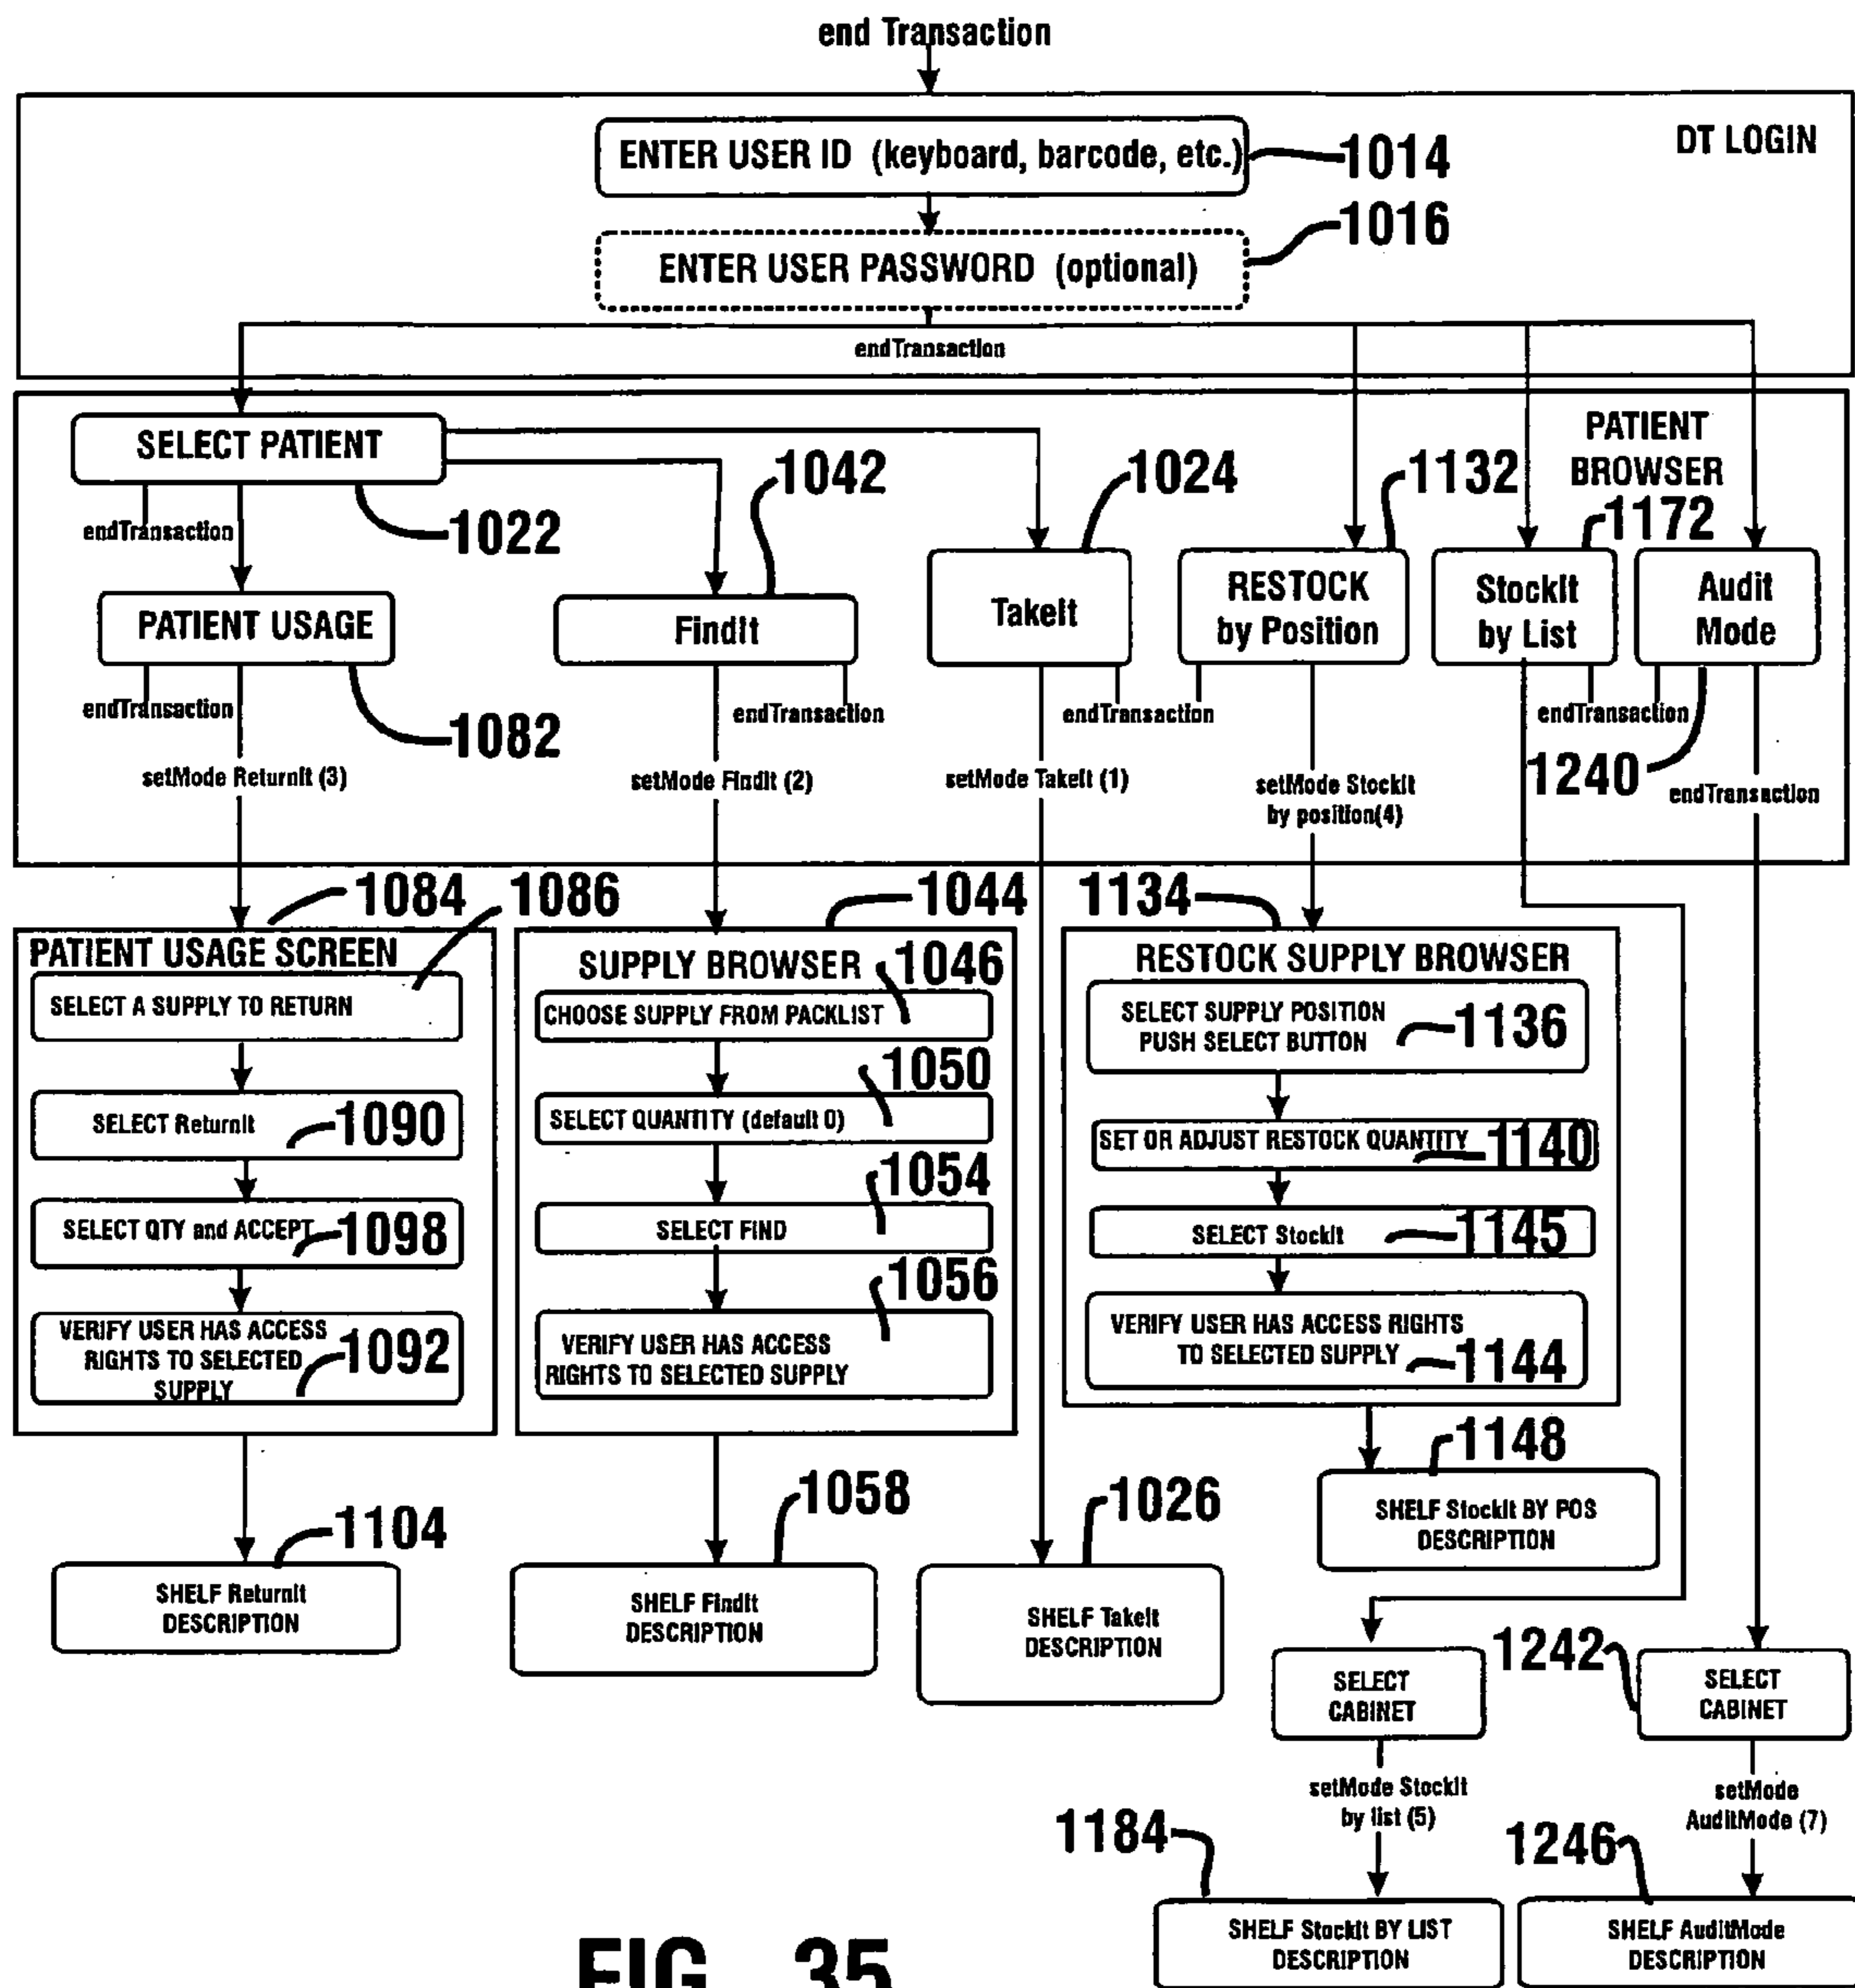 end Transaction
DT LOGIN
ENTER USER ID (keyboard, barcode, etc.)
1014
1016
ENTER USER PASSWORD (optional)
endTransaction
PATIENT
BROWSER
SELECT PATIENT
1022
endTransaction
1042
1024
1132
1172
PATIENT USAGE
FindIt
TakeIt
RESTOCK
by Position
StockIt
by List
Audit
Mode
endTransaction
1082
endTransaction
endTransaction
endTransaction
1240
endTransaction
setMode ReturnIt (3)
setMode FindIt (2)
setMode TakeIt (1)
setMode StockIt
by position(4)
1084
1086
1044
1134
PATIENT USAGE SCREEN
SELECT A SUPPLY TO RETURN
SELECT ReturnIt
1090
SELECT QTY and ACCEPT
1098
VERIFY USER HAS ACCESS
RIGHTS TO SELECTED
SUPPLY
1092
SUPPLY BROWSER
1046
CHOOSE SUPPLY FROM PACKLIST
1050
SELECT QUANTITY (default 0)
1054
SELECT FIND
1056
VERIFY USER HAS ACCESS
RIGHTS TO SELECTED SUPPLY
RESTOCK SUPPLY BROWSER
SELECT SUPPLY POSITION
PUSH SELECT BUTTON
1136
SET OR ADJUST RESTOCK QUANTITY
1140
SELECT StockIt
1145
VERIFY USER HAS ACCESS RIGHTS
TO SELECTED SUPPLY
1144
1148
SHELF StockIt BY POS
DESCRIPTION
1104
SHELF ReturnIt
DESCRIPTION
1058
SHELF FindIt
DESCRIPTION
1026
SHELF TakeIt
DESCRIPTION
SELECT
CABINET
1242
SELECT
CABINET
setMode StockIt
by list (5)
setMode
AuditMode (7)
1184
1246
SHELF StockIt BY LIST
DESCRIPTION
SHELF AuditMode
DESCRIPTION
FIG. 35